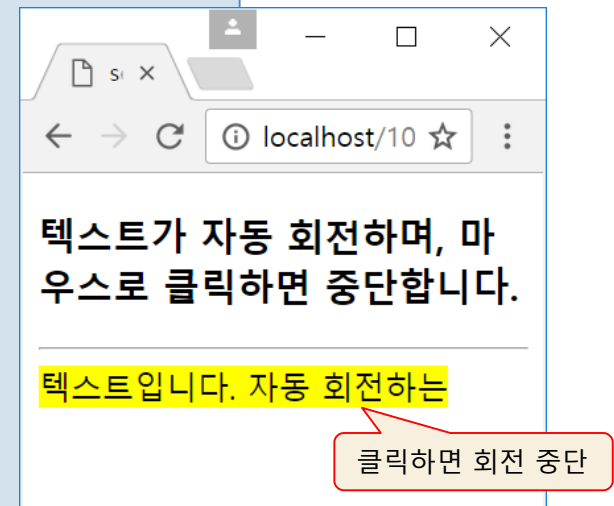 s
localhost/10
텍스트가 자동 회전하며, 마
우스로 클릭하면 중단합니다.
텍스트입니다. 자동 회전하는
클릭하면 회전 중단